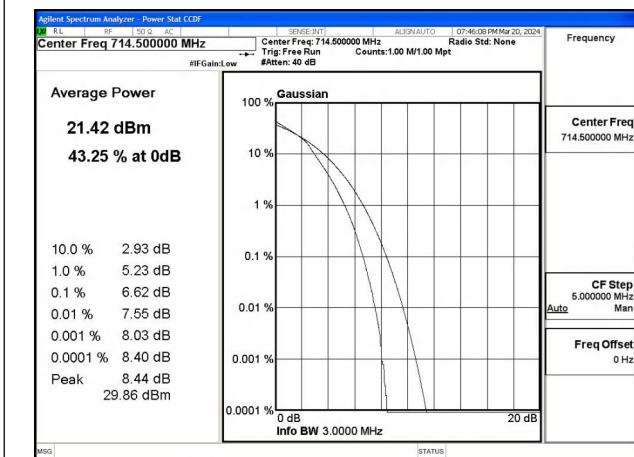 Agilent Spectrum Analyzer - Power Stat CCDF
RL RF 50 Ω AC SENSE:INT ALIGNAUTO 07:46:08 PM Mar 20, 2024
Center Freq 714.500000 MHz
Center Freq: 714.500000 MHz Radio Std: None
Trig: Free Run Counts:1.00 M/1.00 Mpt
#IFGain:Low #Atten: 40 dB
Frequency
Average Power
21.42 dBm
43.25 % at 0dB
10.0 % 2.93 dB
1.0 % 5.23 dB
0.1 % 6.62 dB
0.01 % 7.55 dB
0.001 % 8.03 dB
0.0001 % 8.40 dB
Peak 8.44 dB
29.86 dBm
Gaussian
100 %
10 %
1 %
0.1 %
0.01 %
0.001 %
0.0001 %
0 dB 20 dB
Info BW 3.0000 MHz
Center Freq
714.500000 MHz
CF Step
5.000000 MHz
Auto Man
Freq Offset
0 Hz
MSG STATUS